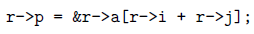 r->p = &r->a[r->i + r->j];